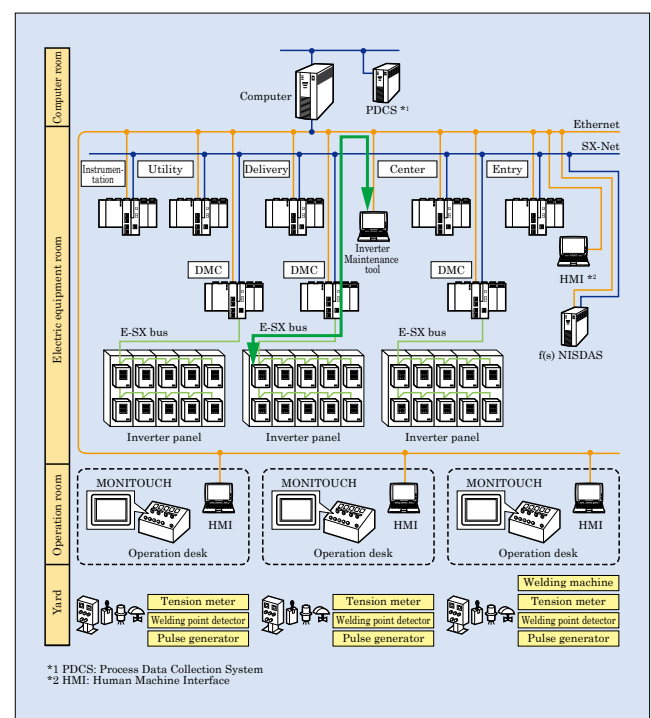 Computer room
Computer
PDCS *1
Ethernet
SX-Net
Electric equipment room
Instrumen-
tation
Utility
Delivery
Center
Entry
Inverter
Maintenance
tool
HMI *2
DMC
DMC
DMC
f(s) NISDAS
E-SX bus
E-SX bus
E-SX bus
Inverter panel
Inverter panel
Inverter panel
Operation room
MONITOUCH
HMI
Operation desk
MONITOUCH
HMI
Operation desk
MONITOUCH
HMI
Operation desk
Yard
Tension meter
Welding point detector
Pulse generator
Tension meter
Welding point detector
Pulse generator
Welding machine
Tension meter
Welding point detector
Pulse generator
*1 PDCS: Process Data Collection System
*2 HMI: Human Machine Interface